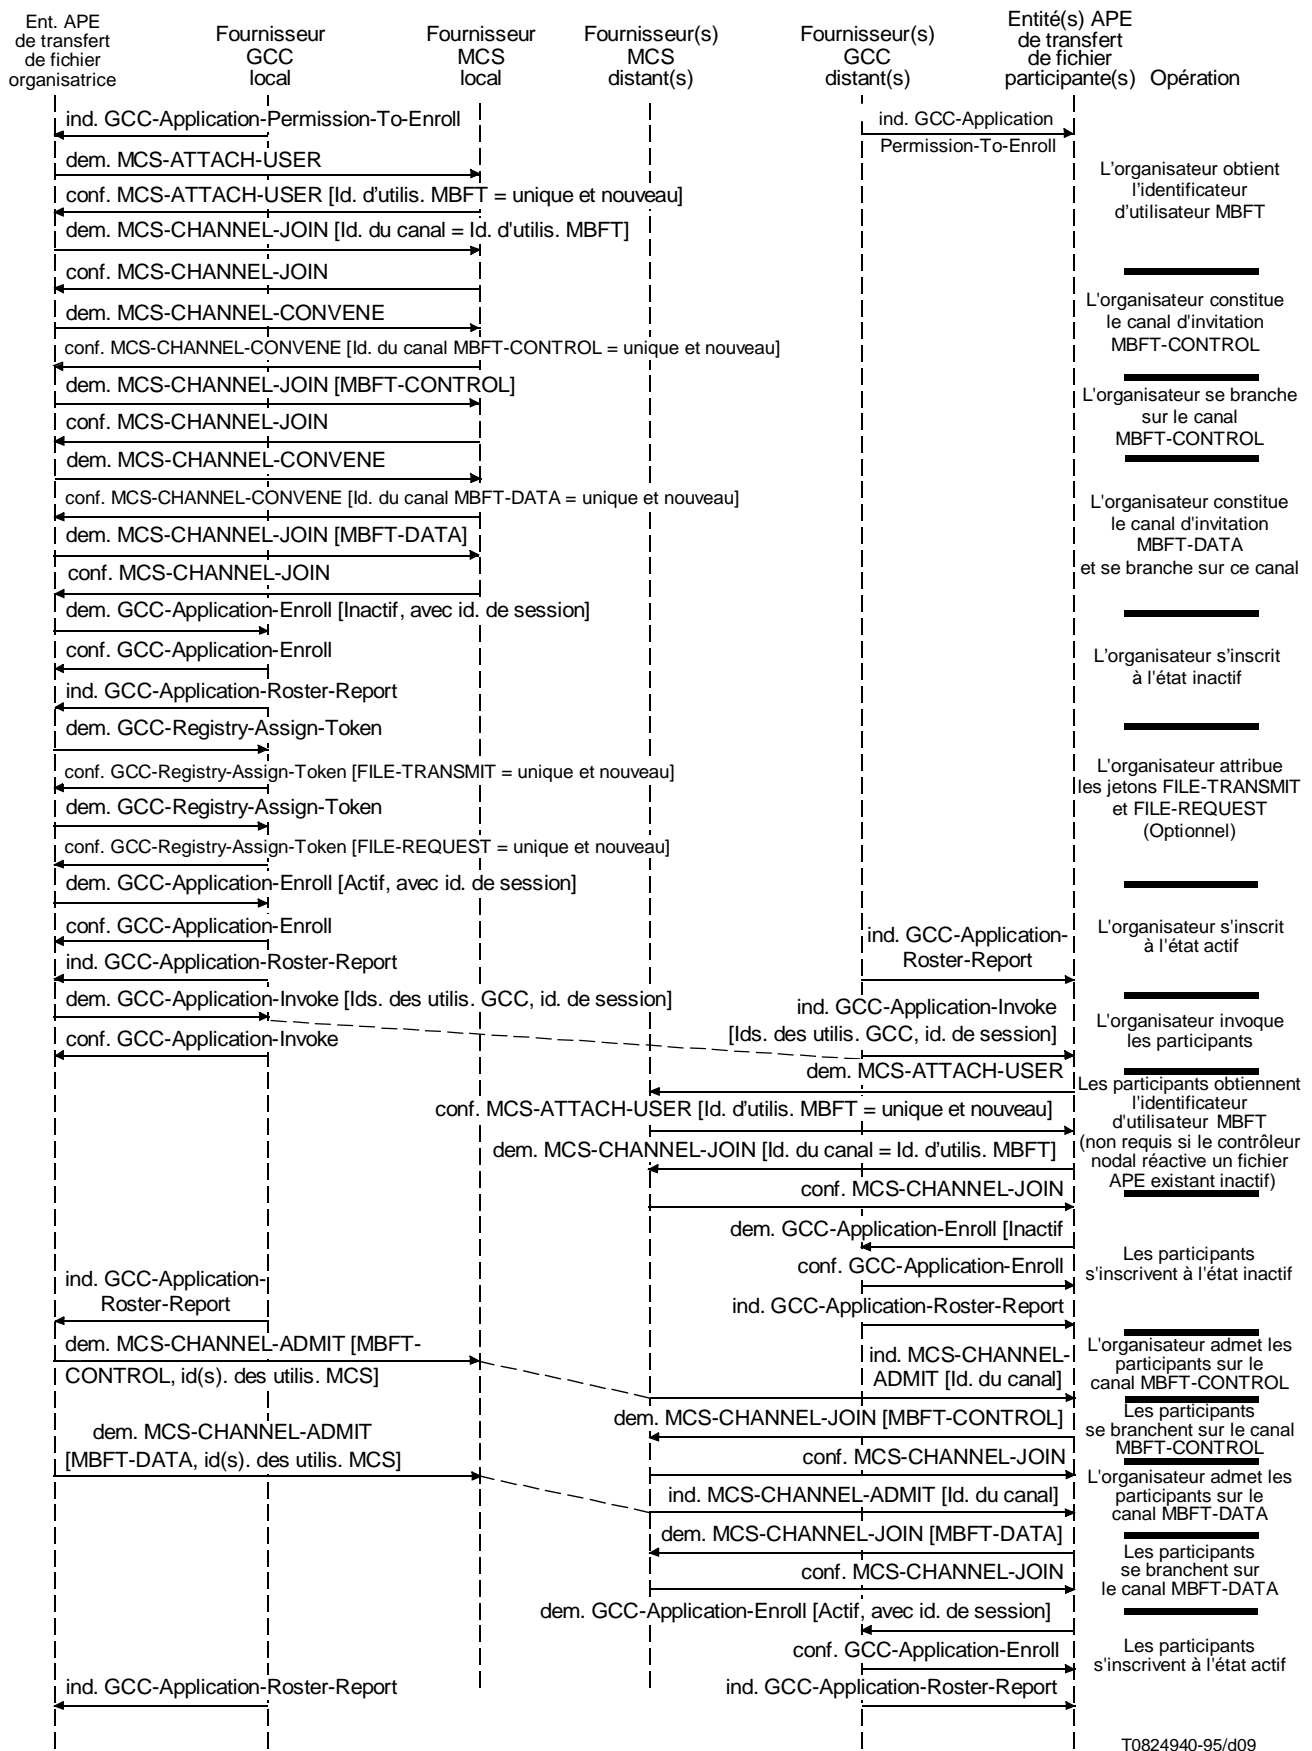 Ent. APE
de transfert
de fichier
organisatrice
Fournisseur
GCC
local
Fournisseur
MCS
local
Fournisseur(s)
MCS
distant(s)
Fournisseur(s)
GCC
distant(s)
Entité(s) APE
de transfert
de fichier
participante(s)
Opération
ind. GCC-Application-Permission-To-Enroll
ind. GCC-Application
Permission-To-Enroll
dem. MCS-ATTACH-USER
conf. MCS-ATTACH-USER [Id. d'utilis. MBFT = unique et nouveau]
dem. MCS-CHANNEL-JOIN [Id. du canal = Id. d'utilis. MBFT]
L'organisateur obtient
l'identificateur
d'utilisateur MBFT
conf. MCS-CHANNEL-JOIN
dem. MCS-CHANNEL-CONVENE
conf. MCS-CHANNEL-CONVENE [Id. du canal MBFT-CONTROL = unique et nouveau]
L'organisateur constitue
le canal d'invitation
MBFT-CONTROL
dem. MCS-CHANNEL-JOIN [MBFT-CONTROL]
conf. MCS-CHANNEL-JOIN
L'organisateur se branche
sur le canal
MBFT-CONTROL
dem. MCS-CHANNEL-CONVENE
conf. MCS-CHANNEL-CONVENE [Id. du canal MBFT-DATA = unique et nouveau]
dem. MCS-CHANNEL-JOIN [MBFT-DATA]
conf. MCS-CHANNEL-JOIN
L'organisateur constitue
le canal d'invitation
MBFT-DATA
et se branche sur ce canal
dem. GCC-Application-Enroll [Inactif, avec id. de session]
conf. GCC-Application-Enroll
ind. GCC-Application-Roster-Report
L'organisateur s'inscrit
à l'état inactif
dem. GCC-Registry-Assign-Token
conf. GCC-Registry-Assign-Token [FILE-TRANSMIT = unique et nouveau]
dem. GCC-Registry-Assign-Token
conf. GCC-Registry-Assign-Token [FILE-REQUEST = unique et nouveau]
L'organisateur attribue
les jetons FILE-TRANSMIT
et FILE-REQUEST
(Optionnel)
dem. GCC-Application-Enroll [Actif, avec id. de session]
conf. GCC-Application-Enroll
ind. GCC-Application-Roster-Report
ind. GCC-Application-
Roster-Report
L'organisateur s'inscrit
à l'état actif
dem. GCC-Application-Invoke [Ids. des utilis. GCC, id. de session]
conf. GCC-Application-Invoke
ind. GCC-Application-Invoke
[Ids. des utilis. GCC, id. de session]
L'organisateur invoque
les participants
dem. MCS-ATTACH-USER
conf. MCS-ATTACH-USER [Id. d'utilis. MBFT = unique et nouveau]
dem. MCS-CHANNEL-JOIN [Id. du canal = Id. d'utilis. MBFT]
conf. MCS-CHANNEL-JOIN
Les participants obtiennent
l'identificateur
d'utilisateur MBFT
(non requis si le contrôleur
nodal réactive un fichier
APE existant inactif)
dem. GCC-Application-Enroll [Inactif
conf. GCC-Application-Enroll
ind. GCC-Application-
Roster-Report
ind. GCC-Application-Roster-Report
Les participants
s'inscrivent à l'état inactif
dem. MCS-CHANNEL-ADMIT [MBFT-
CONTROL, id(s). des utilis. MCS]
ind. MCS-CHANNEL-
ADMIT [Id. du canal]
L'organisateur admet les
participants sur le
canal MBFT-CONTROL
dem. MCS-CHANNEL-JOIN [MBFT-CONTROL]
conf. MCS-CHANNEL-JOIN
Les participants
se branchent sur le canal
MBFT-CONTROL
dem. MCS-CHANNEL-ADMIT
[MBFT-DATA, id(s). des utilis. MCS]
ind. MCS-CHANNEL-ADMIT [Id. du canal]
L'organisateur admet les
participants sur le
canal MBFT-DATA
dem. MCS-CHANNEL-JOIN [MBFT-DATA]
conf. MCS-CHANNEL-JOIN
Les participants
se branchent sur
le canal MBFT-DATA
dem. GCC-Application-Enroll [Actif, avec id. de session]
conf. GCC-Application-Enroll
Les participants
s'inscrivent à l'état actif
ind. GCC-Application-Roster-Report
ind. GCC-Application-Roster-Report
T0824940-95/d09